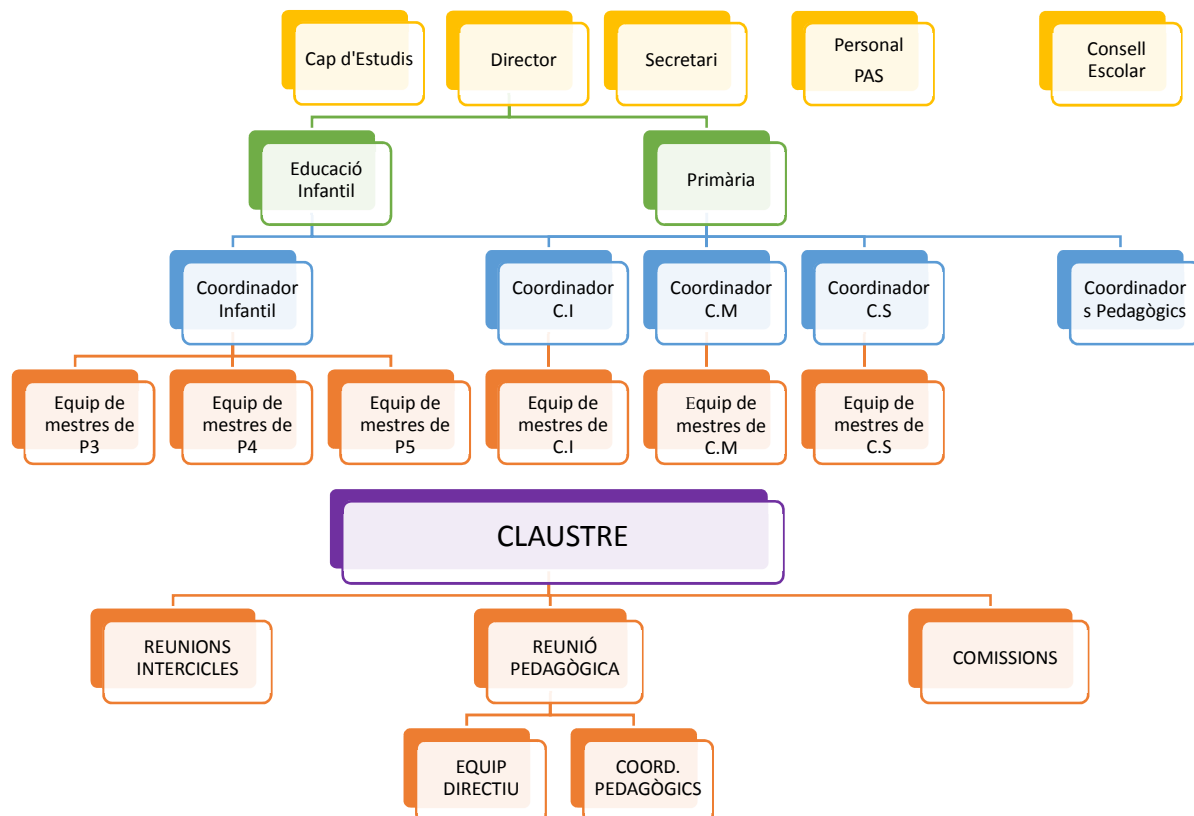 Cap d'Estudis
Director
Secretari
Personal
PAS
Consell
Escolar
Educació
Infantil
Primària
Coordinador
Infantil
Coordinador
C.I
Coordinador
C.M
Coordinador
C.S
Coordinador
s Pedagògics
Equip de
mestres de
P3
Equip de
mestres de
P4
Equip de
mestres de
P5
Equip de
mestres de
C.I
Equip de
mestres de
C.M
Equip de
mestres de
C.S
CLAUSTRE
REUNIONS
INTERCICLES
REUNIÓ
PEDAGÒGICA
COMISSIONS
EQUIP
DIRECTIU
COORD.
PEDAGÒGICS